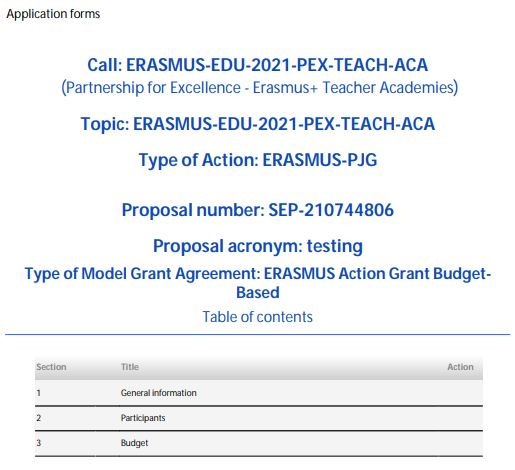 Application forms
Call: ERASMUS-EDU-2021-PEX-TEACH-ACA
(Partnership for Excellence - Erasmus+ Teacher Academies)
Topic: ERASMUS-EDU-2021-PEX-TEACH-ACA
Type of Action: ERASMUS-PJG
Proposal number: SEP-210744806
Proposal acronym: testing
Type of Model Grant Agreement: ERASMUS Action Grant Budget-
Based
Table of contents
Section Title Action
1 General information
2 Participants
3 Budget